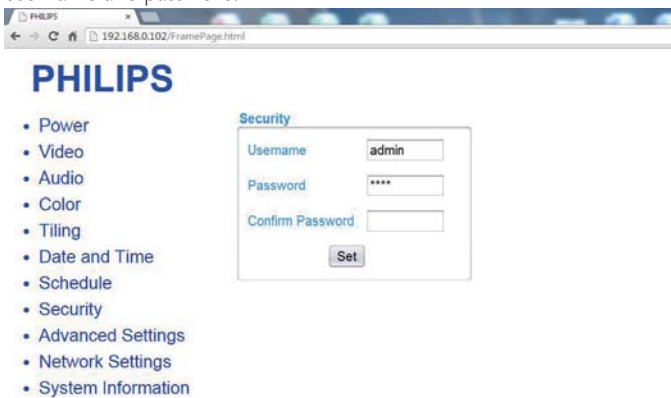 PHILIPS
192.168.0.102/FramePage.html
PHILIPS
• Power
• Video
• Audio
• Color
• Tiling
• Date and Time
• Schedule
• Security
• Advanced Settings
• Network Settings
• System Information
Security
Username admin
Password ****
Confirm Password
Set